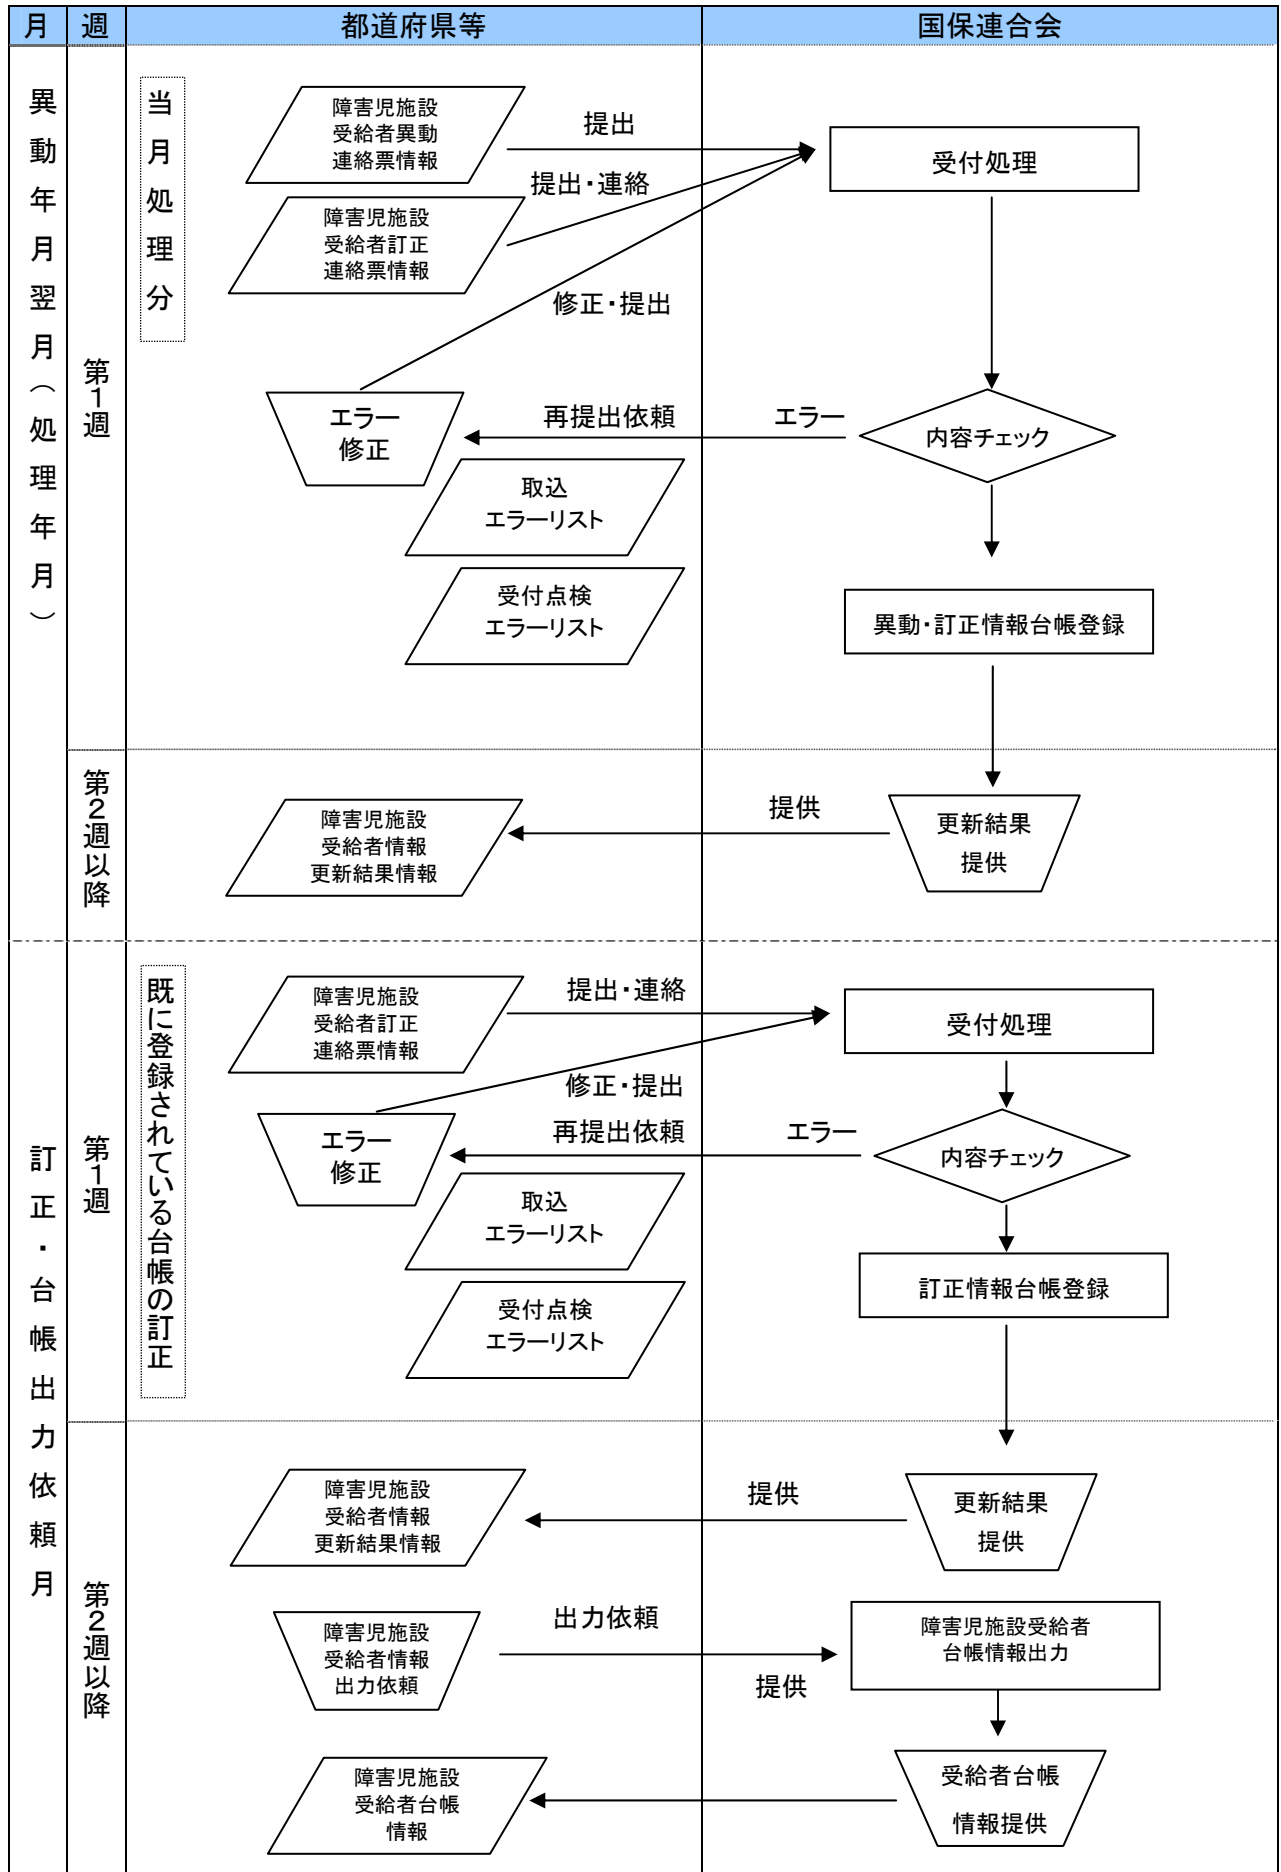 月
週
都道府県等
国保連合会
異動年月翌月（処理年月）
第1週
当月処理分
障害児施設
受給者異動
連絡票情報
提出
受付処理
提出・連絡
障害児施設
受給者訂正
連絡票情報
修正・提出
エラー
修正
再提出依頼
エラー
内容チェック
取込
エラーリスト
受付点検
エラーリスト
異動・訂正情報台帳登録
第2週以降
障害児施設
受給者情報
更新結果情報
提供
更新結果
提供
訂正・台帳出力依頼月
第1週
既に登録されている台帳の訂正
障害児施設
受給者訂正
連絡票情報
提出・連絡
受付処理
修正・提出
エラー
修正
再提出依頼
エラー
内容チェック
取込
エラーリスト
訂正情報台帳登録
受付点検
エラーリスト
第2週以降
障害児施設
受給者情報
更新結果情報
提供
更新結果
提供
障害児施設
受給者情報
出力依頼
出力依頼
障害児施設受給者
台帳情報出力
提供
障害児施設
受給者台帳
情報
受給者台帳
情報提供